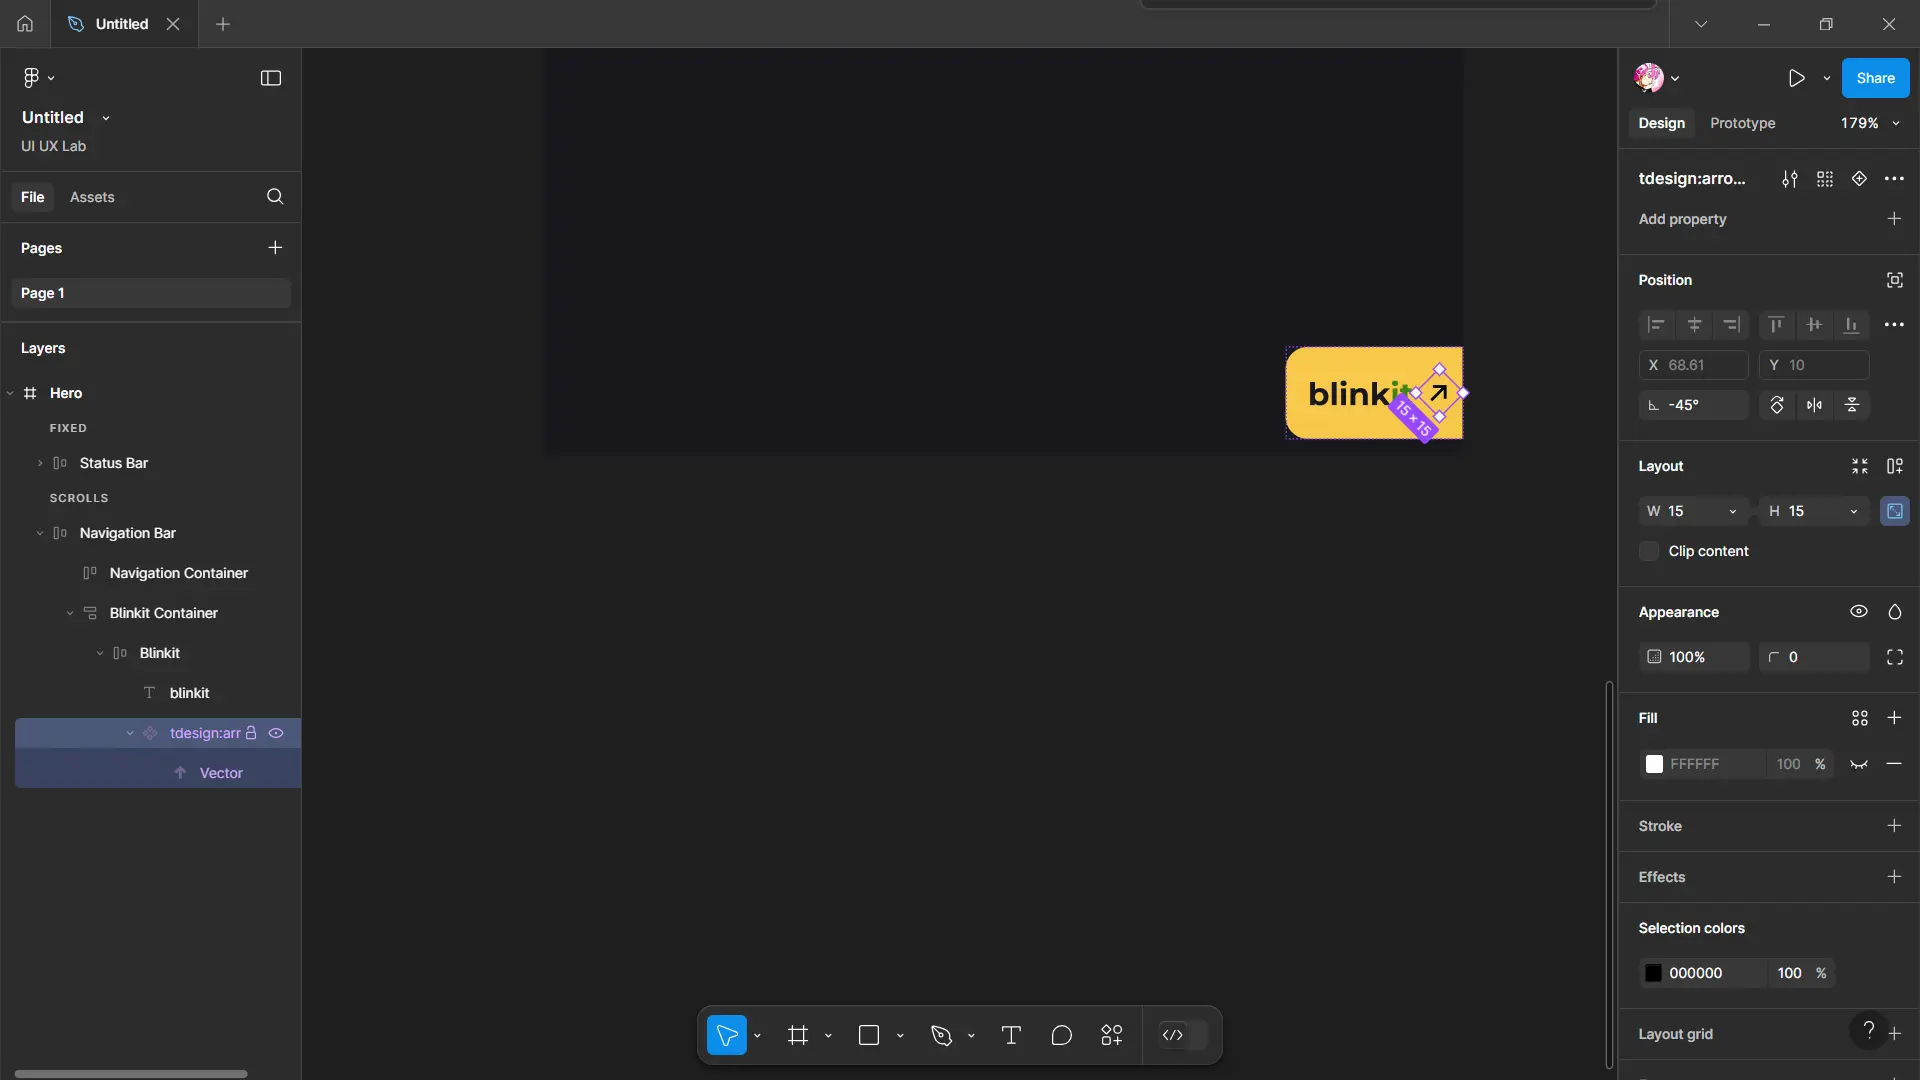 Untitled
Untitled
UI UX Lab
File
Assets
Pages
Page 1
Layers
Hero
FIXED
Status Bar
SCROLLS
Navigation Bar
Navigation Container
Blinkit Container
Blinkit
blinkit
tdesign:arr
Vector
blinkit
15 × 15
Share
Design
Prototype
179%
tdesign:arro...
Add property
Position
X 68.61
Y 10
-45°
Layout
W 15
H 15
Clip content
Appearance
100%
0
Fill
FFFFFF 100 %
Stroke
Effects
Selection colors
000000 100 %
Layout grid
?